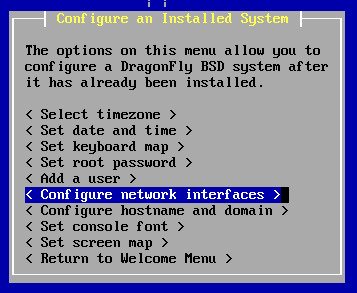 Configure an Installed System
The options on this menu allow you to
configure a DragonFly BSD system after
it has already been installed.
< Select timezone >
< Set date and time >
< Set keyboard map >
< Set root password >
< Add a user >
< Configure network interfaces >
< Configure hostname and domain >
< Set console font >
< Set screen map >
< Return to Welcome Menu >